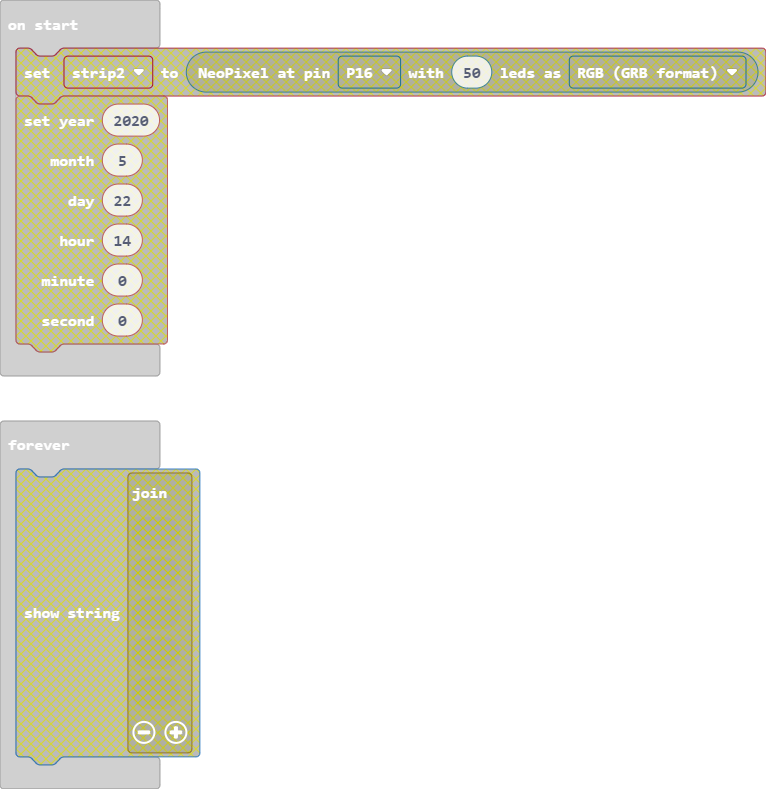 on start
set strip2 to NeoPixel at pin P16 with 50 leds as RGB (GRB format)
set year 2020
month 5
day 22
hour 14
minute 0
second 0
forever
join
show string